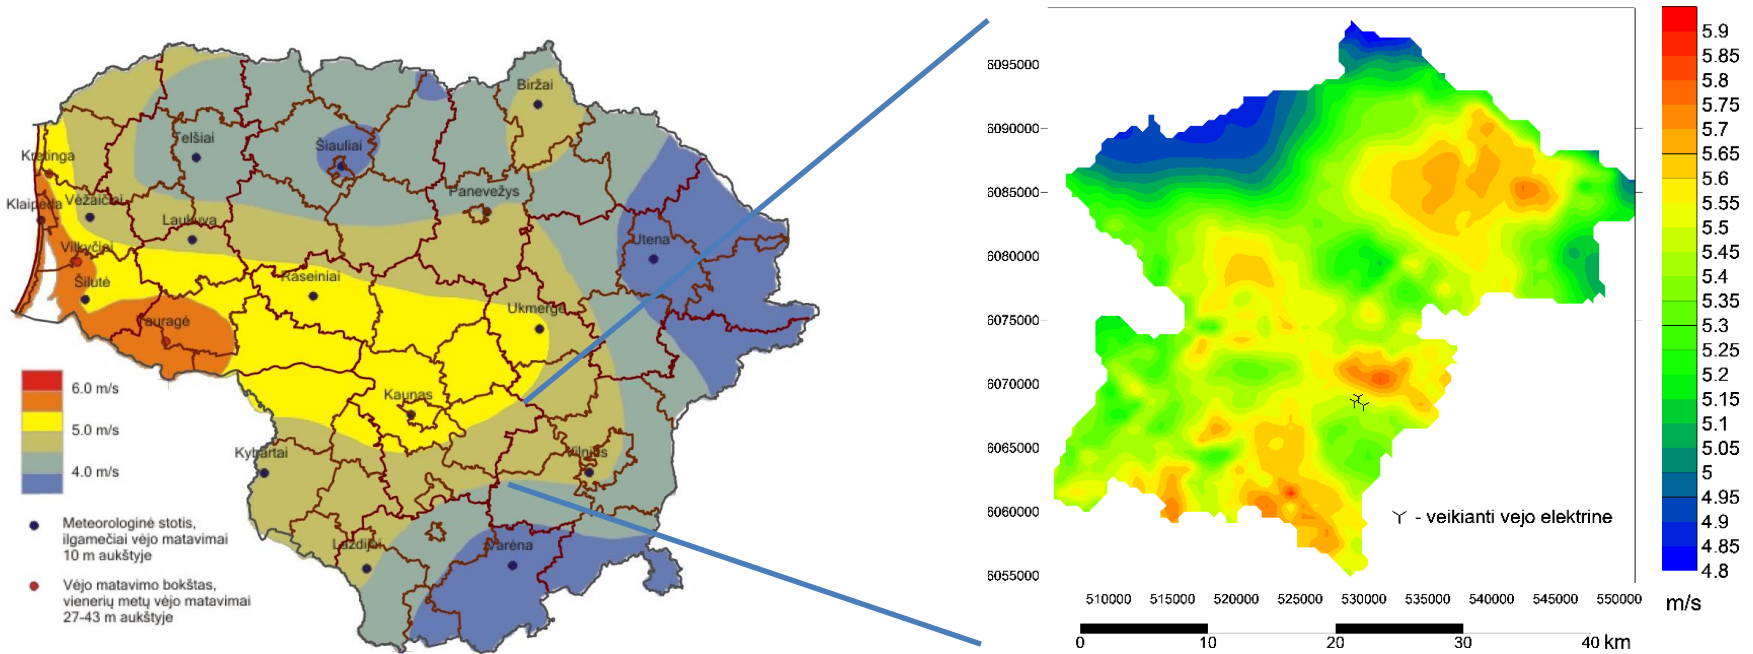 Biržai
Telšiai
Šiauliai
Kretinga
Panevežys
Klaipėda
Vėžaičiai
Laukuva
Vilkyčiai
Utena
Šilutė
Raseiniai
Ukmergė
Tauragė
Kaunas
Kybartai
Vilnius
Lazdijai
Varėna
6.0 m/s
5.0 m/s
4.0 m/s
Meteorologinė stotis,
ilgamečiai vėjo matavimai
10 m aukštyje
Vėjo matavimo bokštas,
vienerių metų vėjo matavimai
27-43 m aukštyje
6095000
6090000
6085000
6080000
6075000
6070000
6065000
6060000
6055000
510000 515000 520000 525000 530000 535000 540000 545000 550000
- veikianti vejo elektrine
0 10 20 30 40 km
5.9
5.85
5.8
5.75
5.7
5.65
5.6
5.55
5.5
5.45
5.4
5.35
5.3
5.25
5.2
5.15
5.1
5.05
5
4.95
4.9
4.85
4.8
m/s